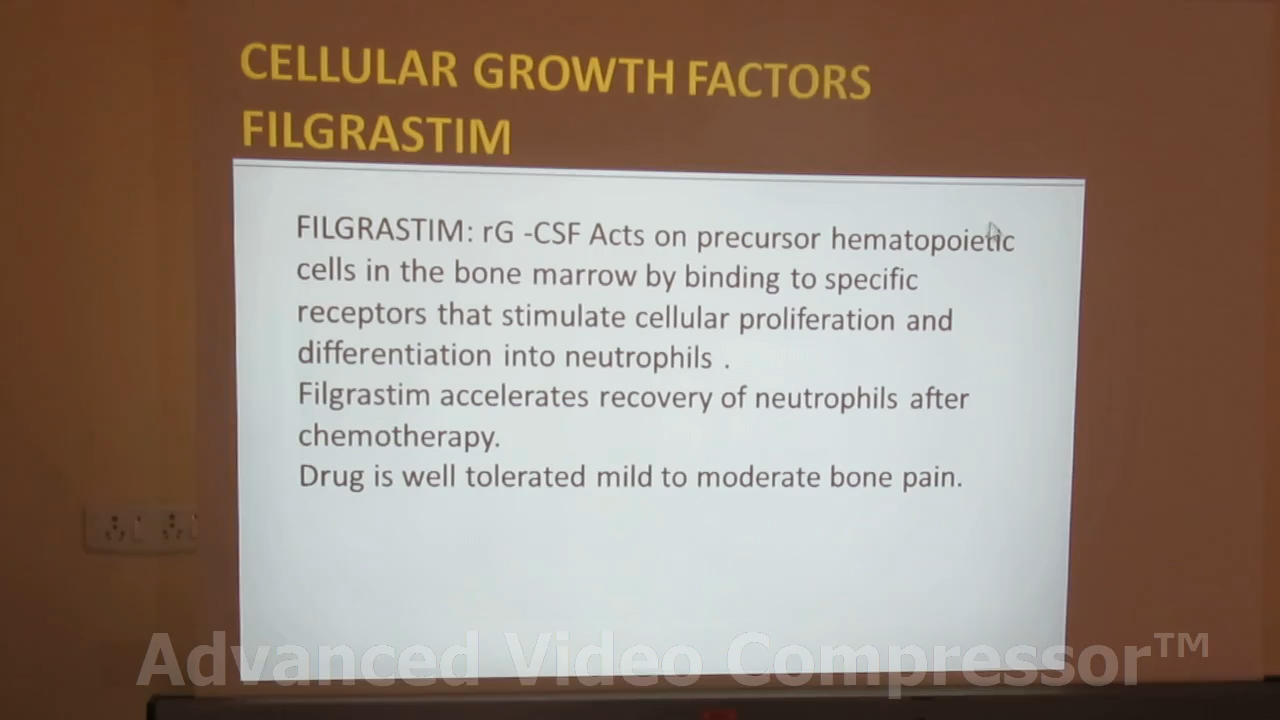 CELLULAR GROWTH FACTORS
FILGRASTIM
FILGRASTIM: rG -CSF Acts on precursor hematopoietic
cells in the bone marrow by binding to specific
receptors that stimulate cellular proliferation and
differentiation into neutrophils .
Filgrastim accelerates recovery of neutrophils after
chemotherapy.
Drug is well tolerated mild to moderate bone pain.
Advanced Video Compressor™